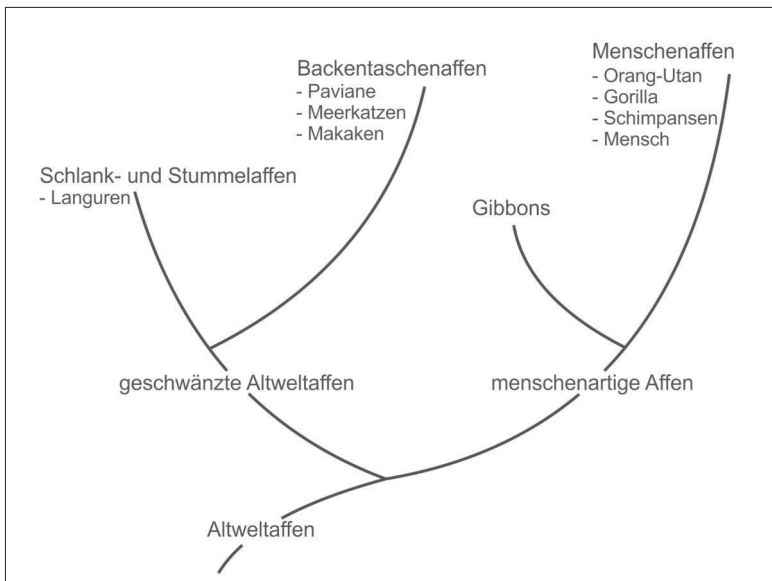 Menschenaffen
- Orang-Utan
- Gorilla
- Schimpansen
- Mensch
Backentaschenaffen
- Paviane
- Meerkatzen
- Makaken
Schlank- und Stummelaffen
- Languren
Gibbons
geschwänzte Altweltaffen
menschenartige Affen
Altweltaffen